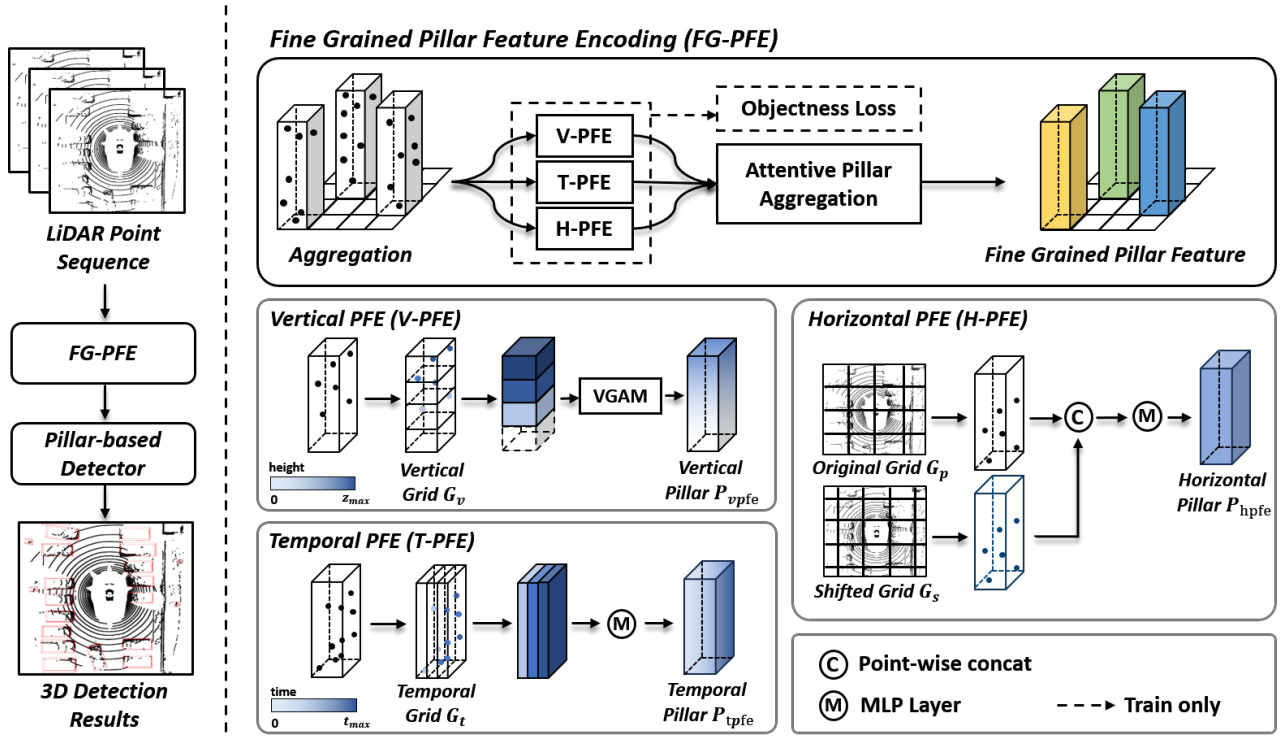 LiDAR Point
Sequence
FG-PFE
Pillar-based
Detector
3D Detection
Results
Fine Grained Pillar Feature Encoding (FG-PFE)
Aggregation
V-PFE
T-PFE
H-PFE
Objectness Loss
Attentive Pillar
Aggregation
Fine Grained Pillar Feature
Vertical PFE (V-PFE)
height
0
z_max
Vertical
Grid G_v
VGAM
Vertical
Pillar P_vpfe
Temporal PFE (T-PFE)
time
0
t_max
Temporal
Grid G_t
M
Temporal
Pillar P_tpfe
Horizontal PFE (H-PFE)
Original Grid G_p
Shifted Grid G_s
C
M
Horizontal
Pillar P_hpfe
C Point-wise concat
M MLP Layer
Train only